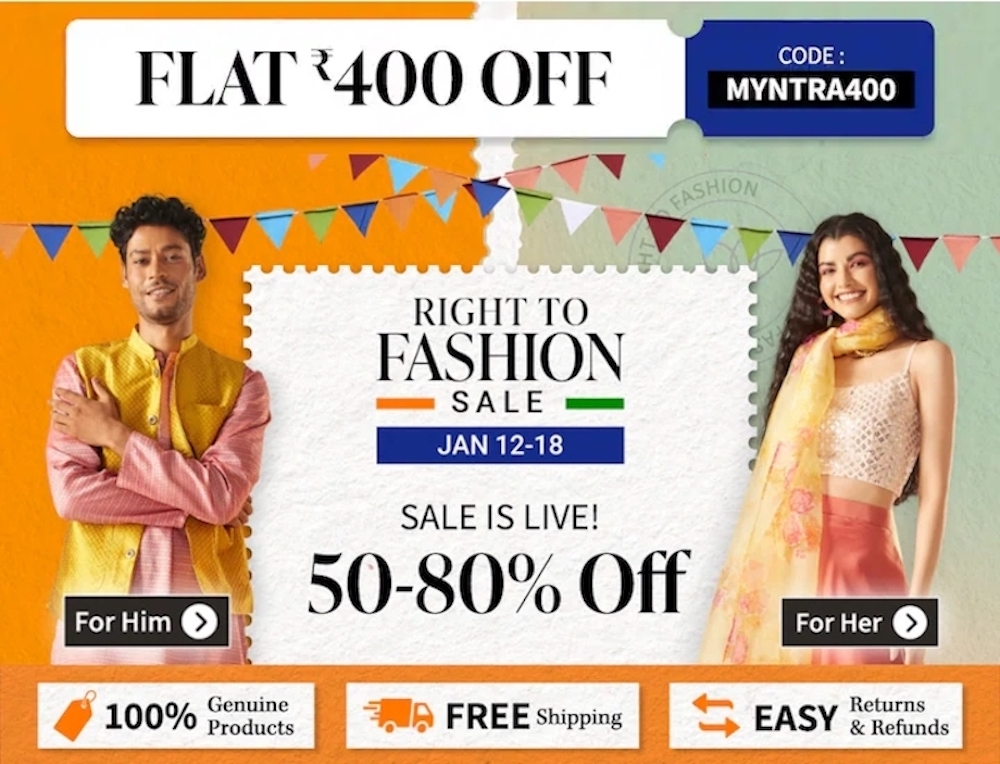 FLAT ₹400 OFF
CODE :
MYNTRA400
FASHION
RIGHT TO
FASHION
SALE
JAN 12-18
SALE IS LIVE!
50-80% Off
For Him
For Her
100% Genuine
Products
FREE Shipping
EASY Returns
& Refunds